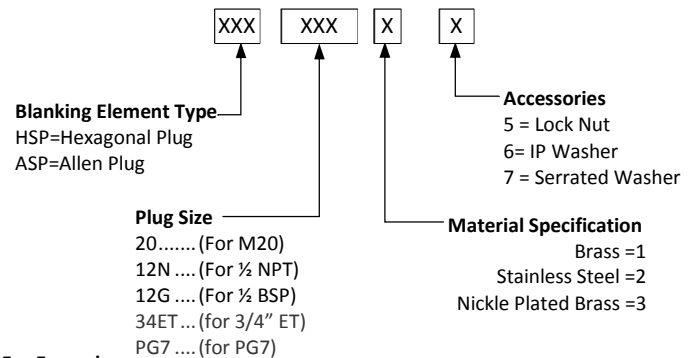 XXX XXX X X
Blanking Element Type
HSP=Hexagonal Plug
ASP=Allen Plug
Accessories
5 = Lock Nut
6= IP Washer
7 = Serrated Washer
Plug Size
20.......(For M20)
12N ....(For ½ NPT)
12G ....(For ½ BSP)
34ET...(for 3/4” ET)
PG7 ....(for PG7)
Material Specification
Brass =1
Stainless Steel =2
Nickle Plated Brass =3